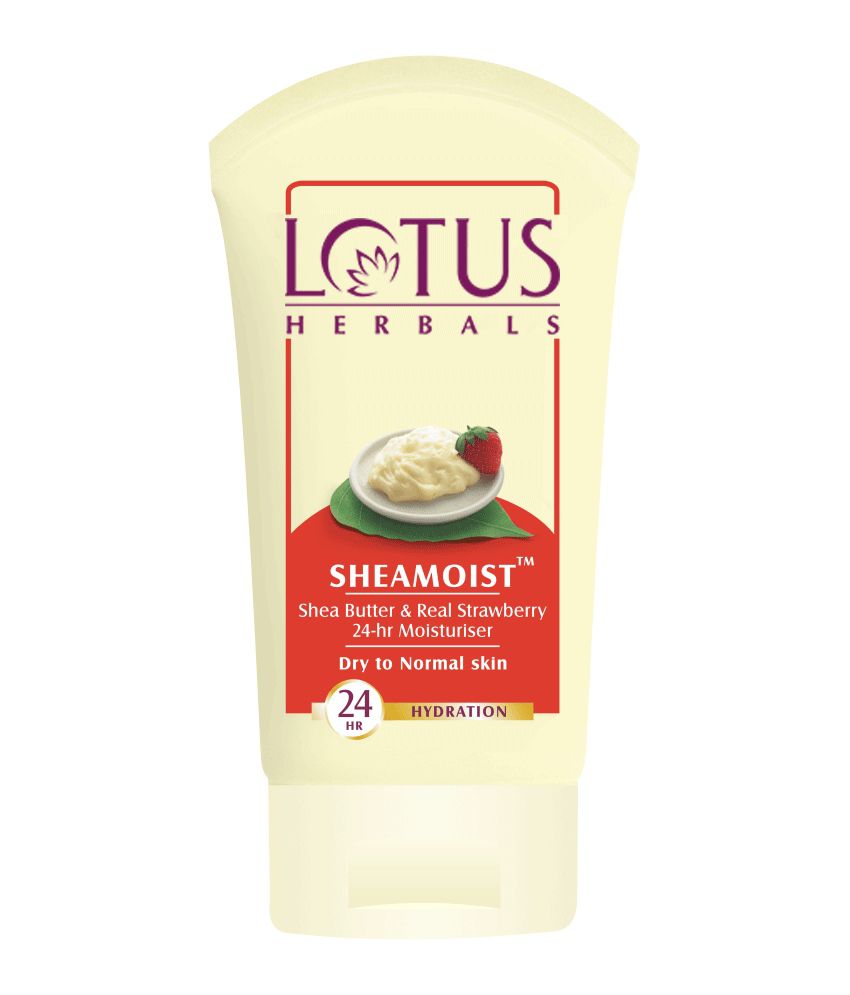 LOTUS
HERBALS
SHEAMOIST™
Shea Butter & Real Strawberry
24-hr Moisturiser
Dry to Normal skin
24
HR
HYDRATION